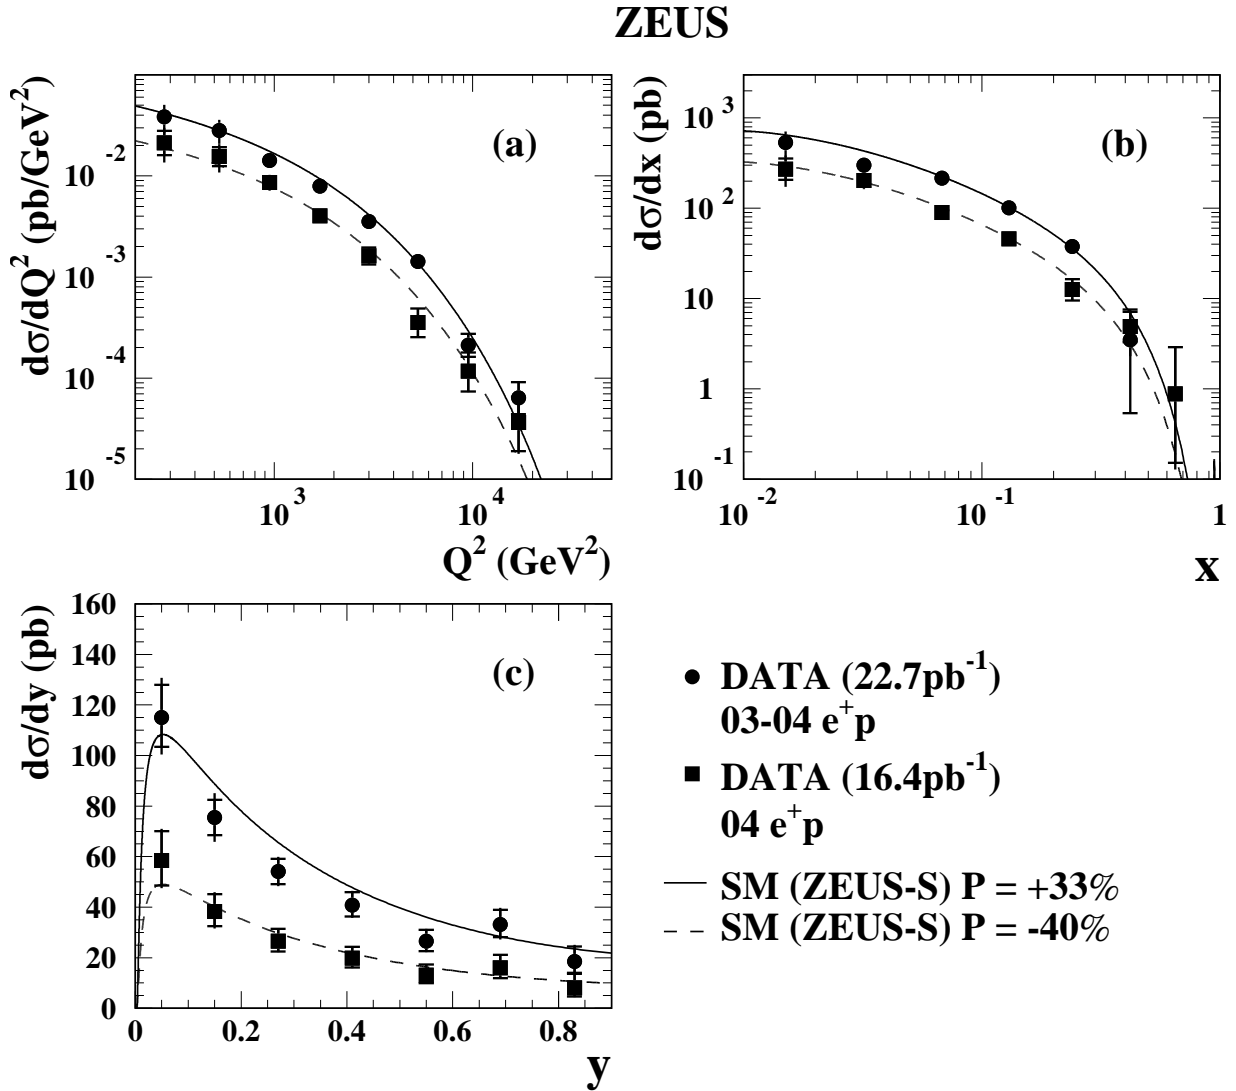 ZEUS
dσ/dQ² (pb/GeV²)
(a)
10⁻²
10⁻³
10⁻⁴
10⁻⁵
10³ 10⁴
Q² (GeV²)
dσ/dx (pb)
(b)
10³
10²
10
1
10⁻¹
10⁻² 10⁻¹ 1
x
dσ/dy (pb)
(c)
160
140
120
100
80
60
40
20
0
0 0.2 0.4 0.6 0.8
y
DATA (22.7pb⁻¹)
03-04 e⁺p
DATA (16.4pb⁻¹)
04 e⁺p
SM (ZEUS-S) P = +33%
SM (ZEUS-S) P = -40%